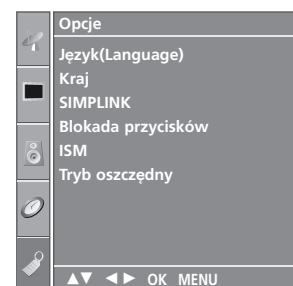 Opcje
Język(Language)
Kraj
SIMPLINK
Blokada przycisków
ISM
Tryb oszczędny
▲▼ ◄► OK MENU